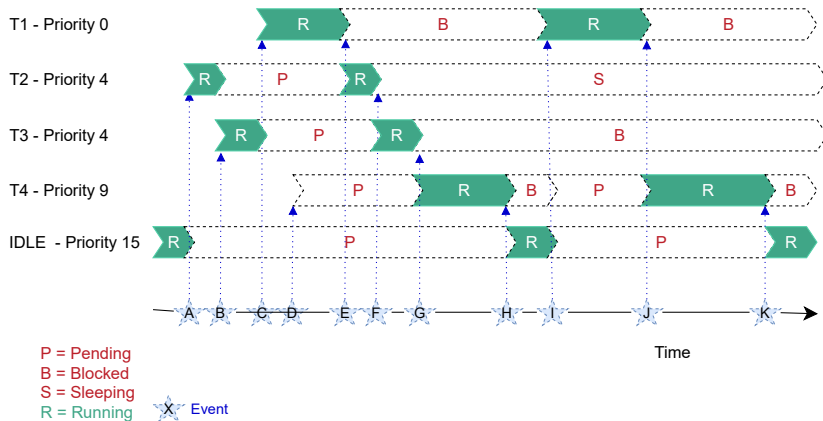 T1 - Priority 0 R B R B
T2 - Priority 4 R P R S
T3 - Priority 4 R P R B
T4 - Priority 9 P R B P R B
IDLE - Priority 15 R P R P R
A B C D E F G H I J K
Time
P = Pending
B = Blocked
S = Sleeping
R = Running
X Event